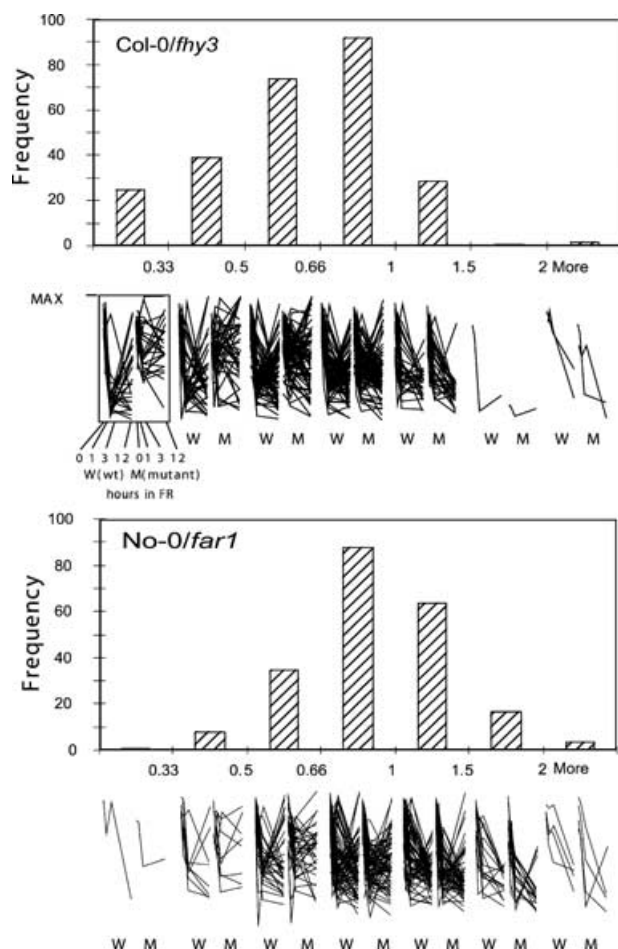 100
Col-0/fhy3
80
60
40
20
0
Frequency
0.33 0.5 0.66 1 1.5 2 More
MAX
W M W M W M W M W M W M
0 1 3 12 0 1 3 12
W(wt) M(mutant)
hours in FR
100
No-0/far1
80
60
40
20
0
Frequency
0.33 0.5 0.66 1 1.5 2 More
W M W M W M W M W M W M W M